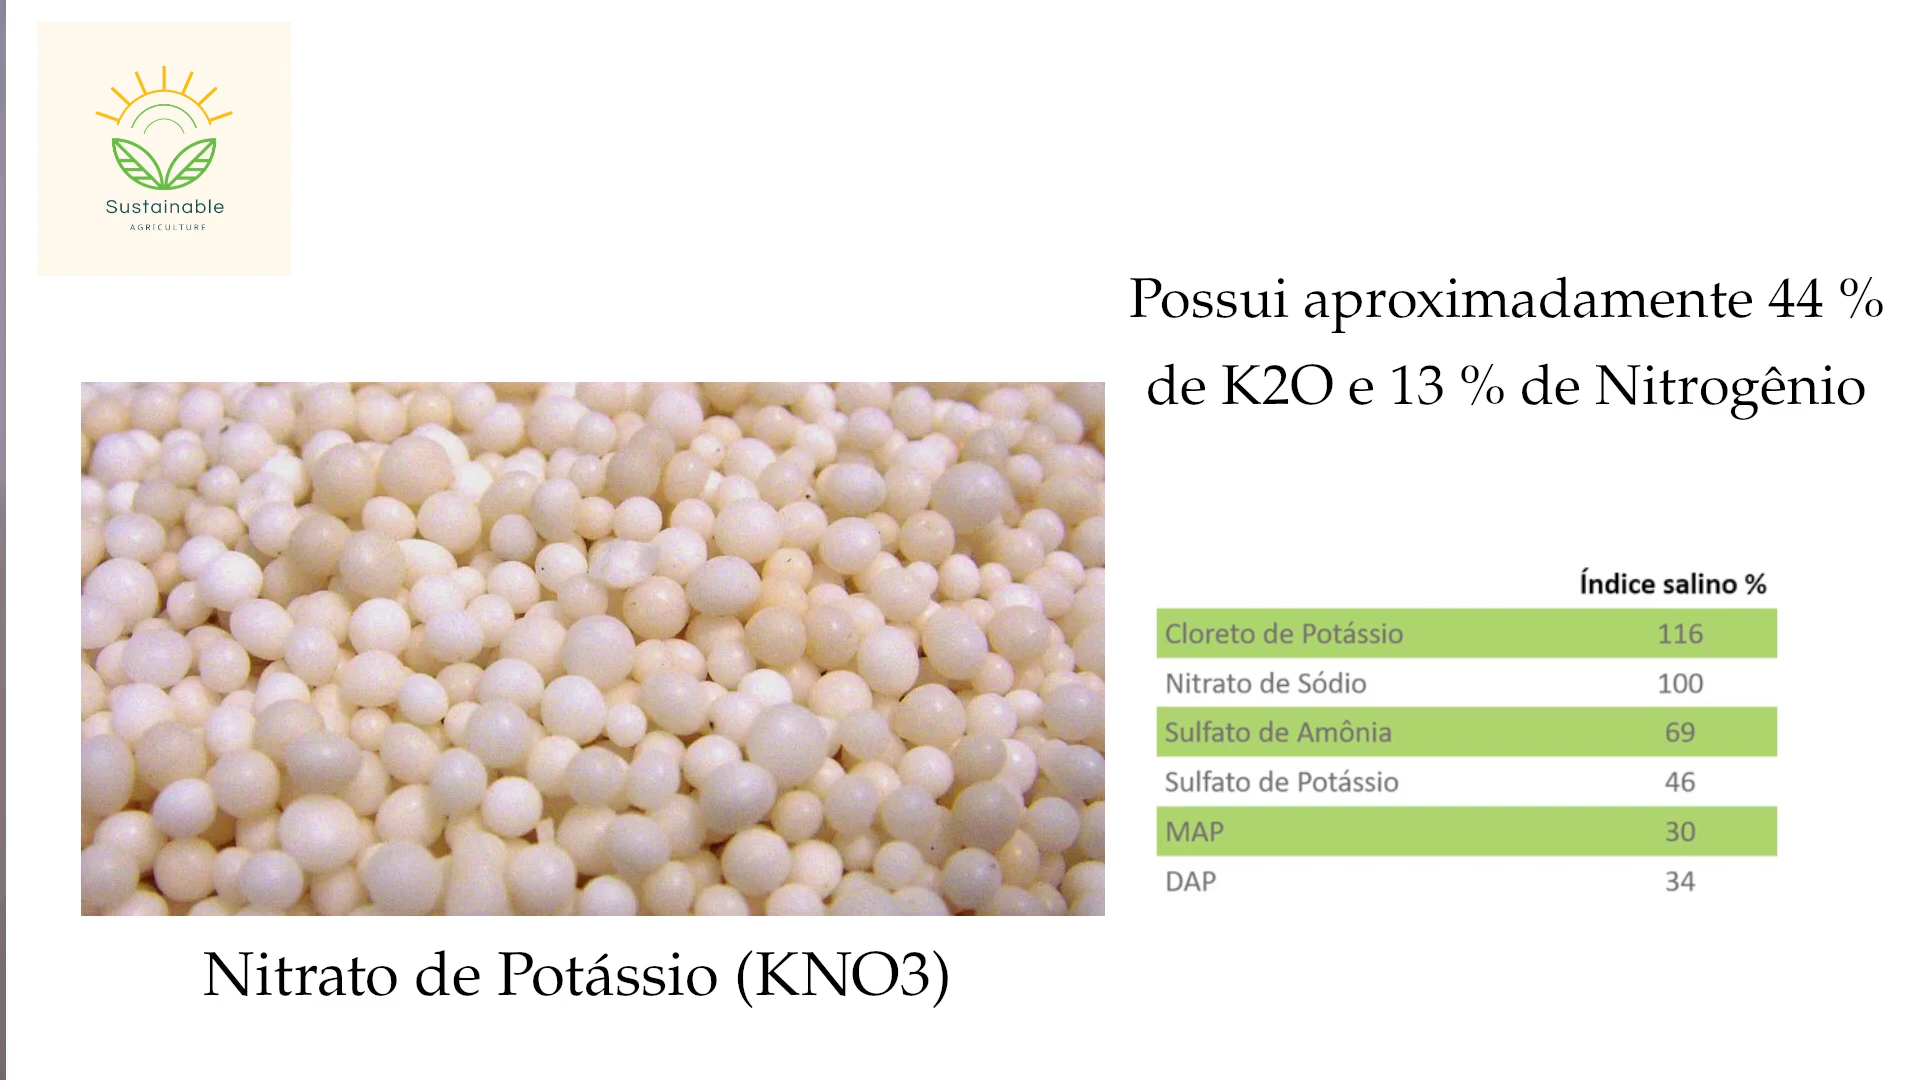 Sustainable
AGRICULTURE
Possui aproximadamente 44 %
de K2O e 13 % de Nitrogênio
Índice salino %
Cloreto de Potássio 116
Nitrato de Sódio 100
Sulfato de Amônia 69
Sulfato de Potássio 46
MAP 30
DAP 34
Nitrato de Potássio (KNO3)